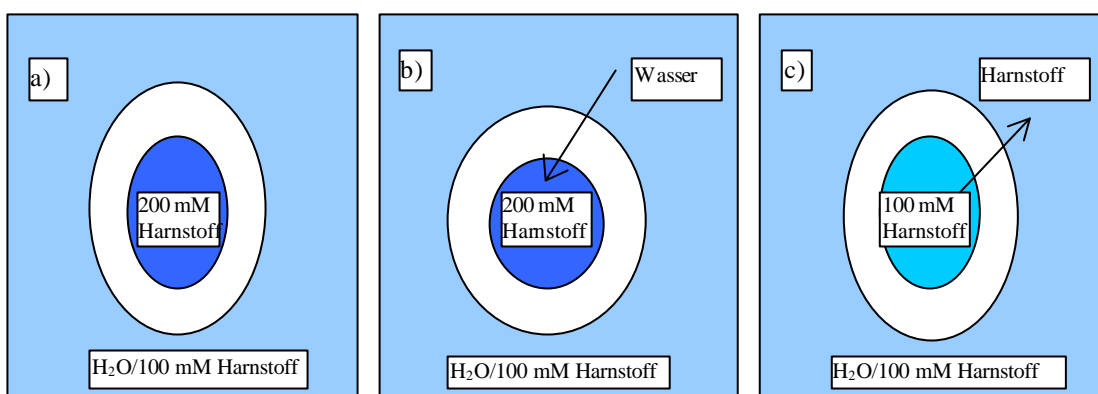 a)
200 mM
Harnstoff
H₂O/100 mM Harnstoff
b)
Wasser
200 mM
Harnstoff
H₂O/100 mM Harnstoff
c)
Harnstoff
100 mM
Harnstoff
H₂O/100 mM Harnstoff